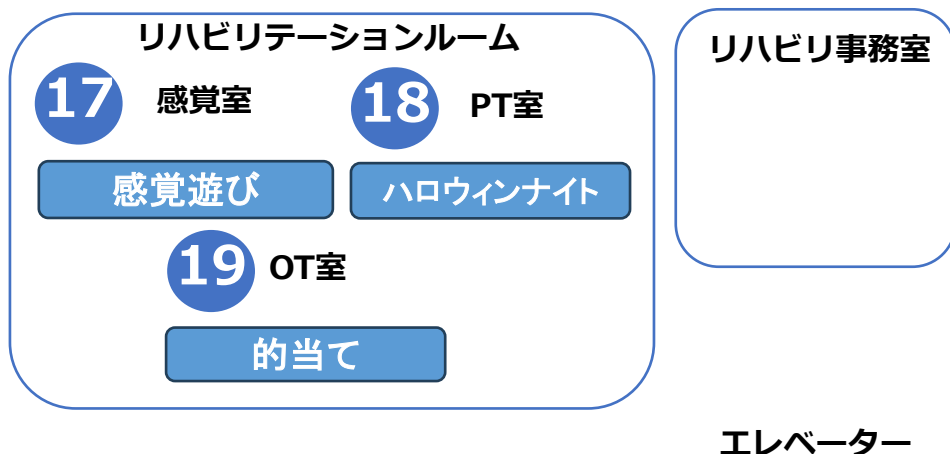 リハビリテーションルーム
リハビリ事務室
17 感覚室
18 PT室
感覚遊び
ハロウィンナイト
19 OT室
的当て
エレベーター